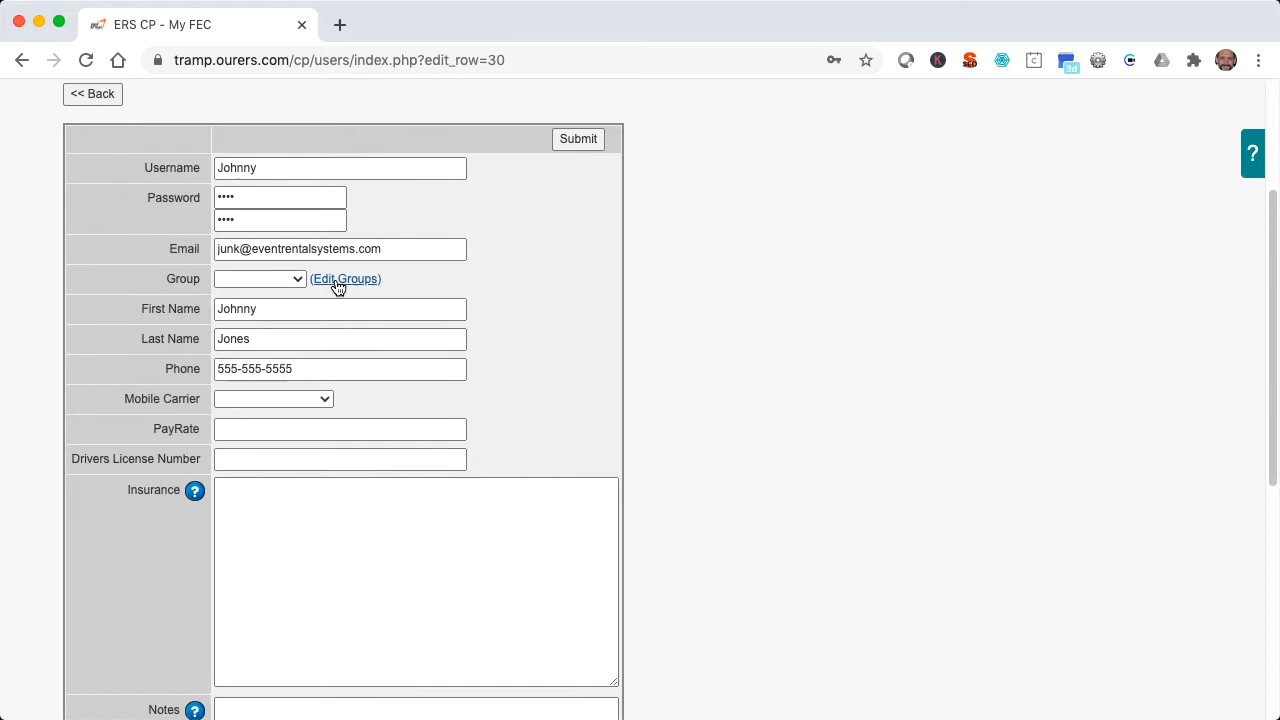 ERS CP - My FEC
tramp.ourers.com/cp/users/index.php?edit_row=30
3d
<< Back
?
Submit
Username Johnny
Password ••••
••••
Email junk@eventrentalsystems.com
Group (Edit Groups)
First Name Johnny
Last Name Jones
Phone 555-555-5555
Mobile Carrier
PayRate
Drivers License Number
Insurance ?
Notes ?